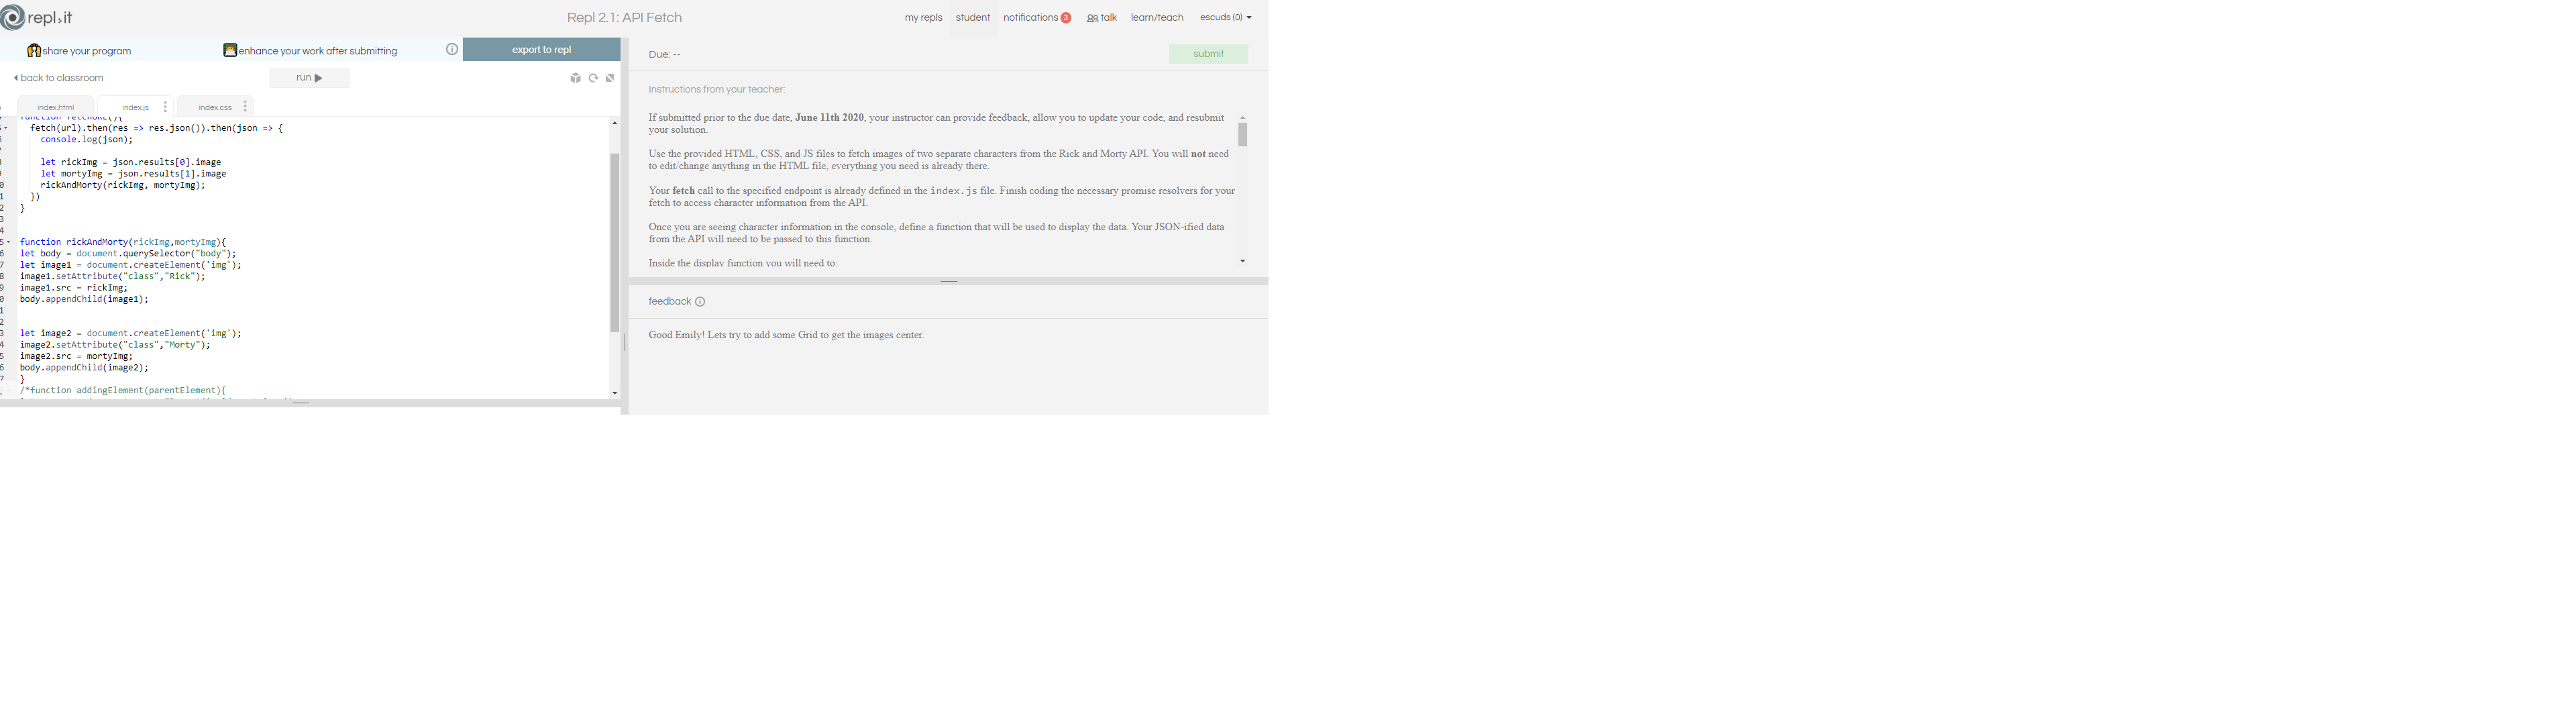 repl.it
Repl 2.1: API Fetch
my repls student notifications 3 talk learn/teach escuds (0)
share your program
enhance your work after submitting
export to repl
back to classroom
run
index.html
index.js
index.css
fetch(url).then(res => res.json()).then(json => {
console.log(json);
let rickImg = json.results[0].image
let mortyImg = json.results[1].image
rickAndMorty(rickImg, mortyImg);
})
}
function rickAndMorty(rickImg,mortyImg){
let body = document.querySelector("body");
let image1 = document.createElement('img');
image1.setAttribute("class","Rick");
image1.src = rickImg;
body.appendChild(image1);
let image2 = document.createElement('img');
image2.setAttribute("class","Morty");
image2.src = mortyImg;
body.appendChild(image2);
}
/*function addingElement(parentElement){
Due: --
submit
Instructions from your teacher:
If submitted prior to the due date, June 11th 2020, your instructor can provide feedback, allow you to update your code, and resubmit
your solution.
Use the provided HTML, CSS, and JS files to fetch images of two separate characters from the Rick and Morty API. You will not need
to edit/change anything in the HTML file, everything you need is already there.
Your fetch call to the specified endpoint is already defined in the index.js file. Finish coding the necessary promise resolvers for your
fetch to access character information from the API.
Once you are seeing character information in the console, define a function that will be used to display the data. Your JSON-ified data
from the API will need to be passed to this function.
Inside the display function you will need to:
feedback
Good Emily! Lets try to add some Grid to get the images center.